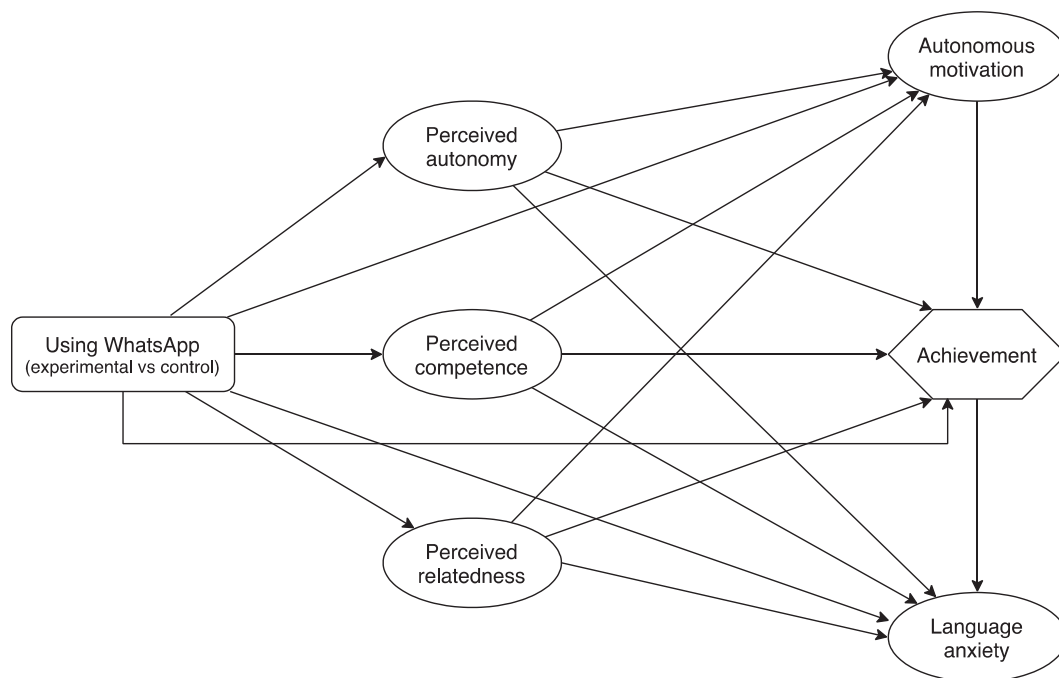 Autonomous
motivation
Perceived
autonomy
Using WhatsApp
(experimental vs control)
Perceived
competence
Achievement
Perceived
relatedness
Language
anxiety